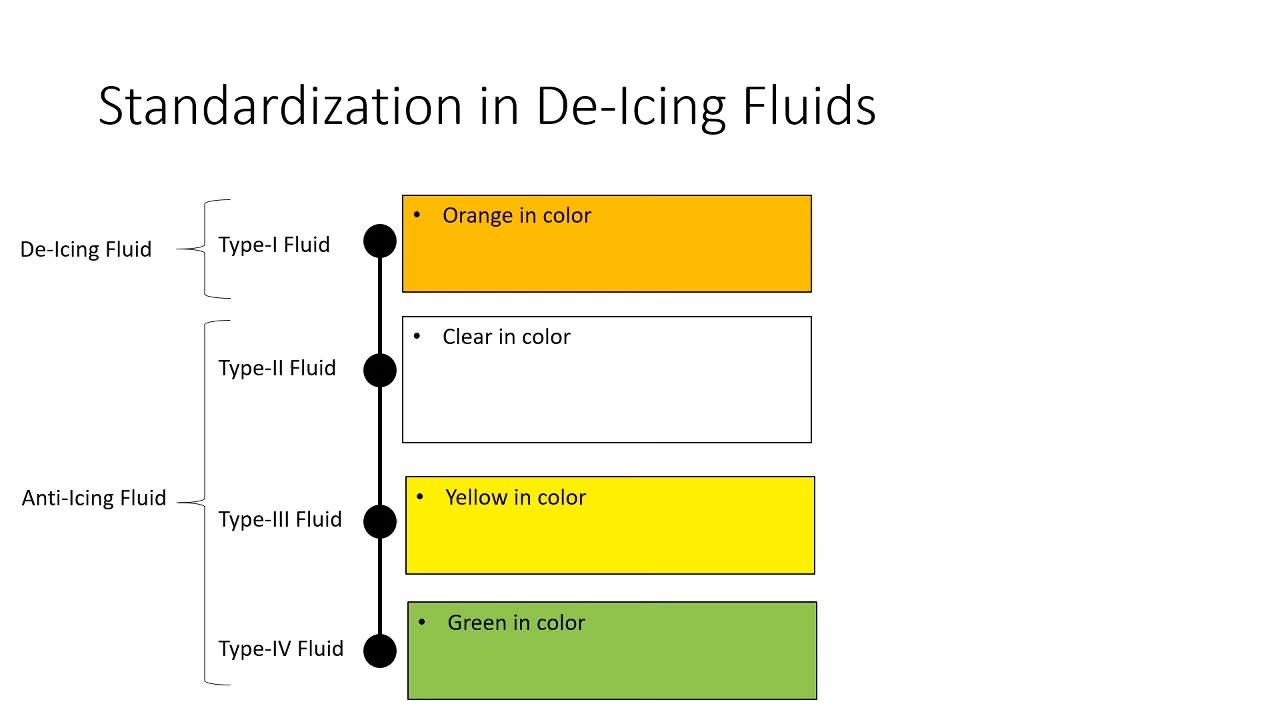 Standardization in De-Icing Fluids
De-Icing Fluid
Type-I Fluid
• Orange in color
Type-II Fluid
• Clear in color
Anti-Icing Fluid
Type-III Fluid
• Yellow in color
Type-IV Fluid
• Green in color